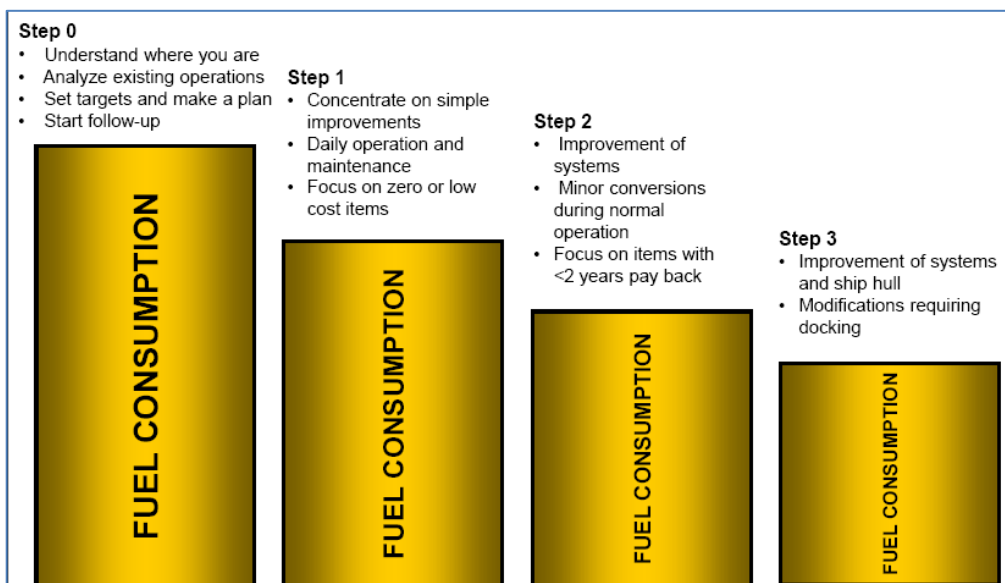 Step 0
• Understand where you are
• Analyze existing operations
• Set targets and make a plan
• Start follow-up
FUEL CONSUMPTION
Step 1
• Concentrate on simple
improvements
• Daily operation and
maintenance
• Focus on zero or low
cost items
FUEL CONSUMPTION
Step 2
• Improvement of
systems
• Minor conversions
during normal
operation
• Focus on items with
<2 years pay back
FUEL CONSUMPTION
Step 3
• Improvement of systems
and ship hull
• Modifications requiring
docking
FUEL CONSUMPTION